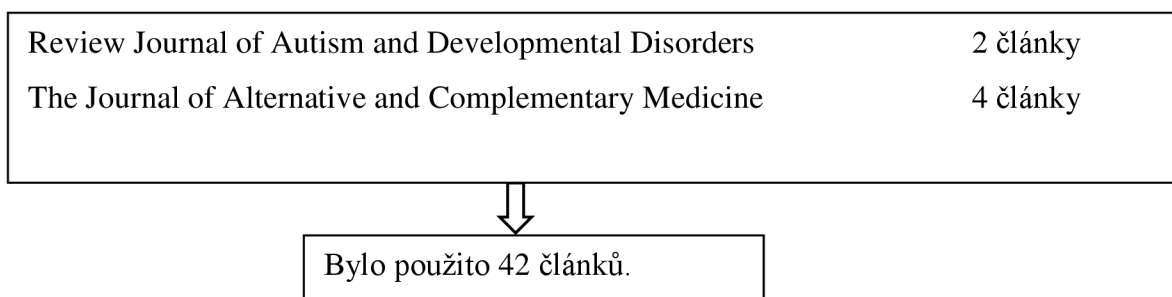 Review Journal of Autism and Developmental Disorders 2 články
The Journal of Alternative and Complementary Medicine 4 články
Bylo použito 42 článků.